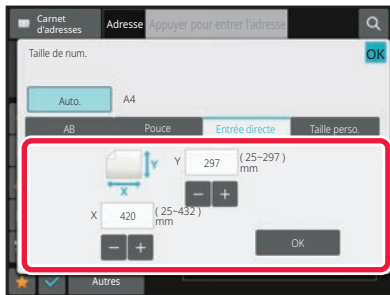 Carnet
d'adresses
Adresse
Appuyer pour entrer l'adresse
Taille de num.
OK
Auto.
A4
AB
Pouce
Entrée directe
Taille perso.
Y
Y
297
( 25~297 )
mm
X
X
420
( 25~432 )
mm
OK
Autres